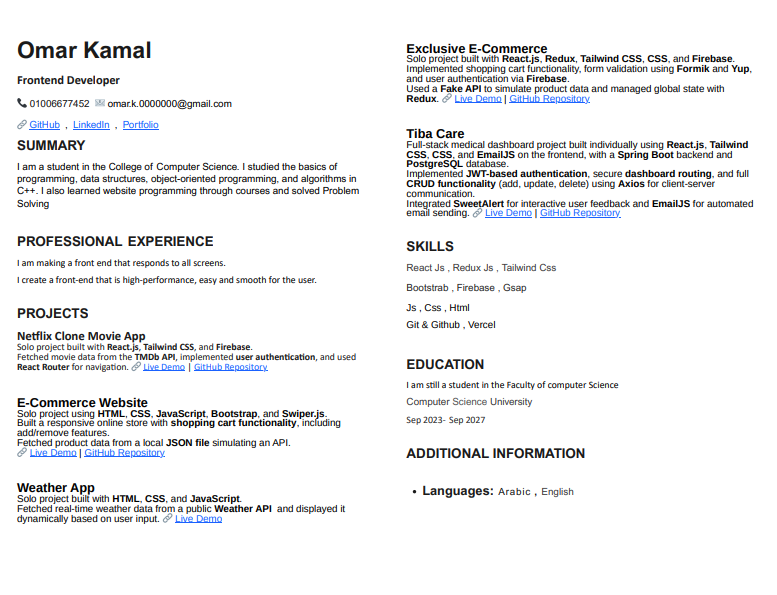 Omar Kamal
Frontend Developer
01006677452 omar.k.0000000@gmail.com
GitHub , LinkedIn , Portfolio
SUMMARY
I am a student in the College of Computer Science. I studied the basics of
programming, data structures, object-oriented programming, and algorithms in
C++. I also learned website programming through courses and solved Problem
Solving
PROFESSIONAL EXPERIENCE
I am making a front end that responds to all screens.
I create a front-end that is high-performance, easy and smooth for the user.
PROJECTS
Netflix Clone Movie App
Solo project built with React.js, Tailwind CSS, and Firebase.
Fetched movie data from the TMDb API, implemented user authentication, and used
React Router for navigation. Live Demo | GitHub Repository
E-Commerce Website
Solo project using HTML, CSS, JavaScript, Bootstrap, and Swiper.js.
Built a responsive online store with shopping cart functionality, including
add/remove features.
Fetched product data from a local JSON file simulating an API.
Live Demo | GitHub Repository
Weather App
Solo project built with HTML, CSS, and JavaScript.
Fetched real-time weather data from a public Weather API and displayed it
dynamically based on user input. Live Demo
Exclusive E-Commerce
Solo project built with React.js, Redux, Tailwind CSS, CSS, and Firebase.
Implemented shopping cart functionality, form validation using Formik and Yup,
and user authentication via Firebase.
Used a Fake API to simulate product data and managed global state with
Redux. Live Demo | GitHub Repository
Tiba Care
Full-stack medical dashboard project built individually using React.js, Tailwind
CSS, CSS, and EmailJS on the frontend, with a Spring Boot backend and
PostgreSQL database.
Implemented JWT-based authentication, secure dashboard routing, and full
CRUD functionality (add, update, delete) using Axios for client-server
communication.
Integrated SweetAlert for interactive user feedback and EmailJS for automated
email sending. Live Demo | GitHub Repository
SKILLS
React Js , Redux Js , Tailwind Css
Bootstrab , Firebase , Gsap
Js , Css , Html
Git & Github , Vercel
EDUCATION
I am still a student in the Faculty of computer Science
Computer Science University
Sep 2023- Sep 2027
ADDITIONAL INFORMATION
• Languages: Arabic , English